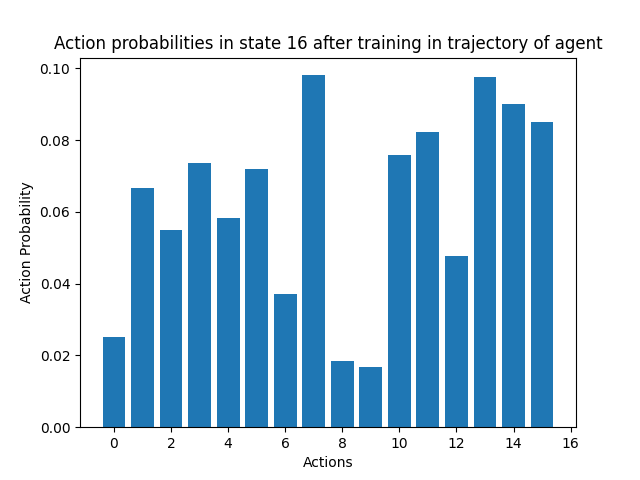 Action probabilities in state 16 after training in trajectory of agent
0.10
0.08
0.06
0.04
0.02
0.00
Action Probability
0 2 4 6 8 10 12 14 16
Actions